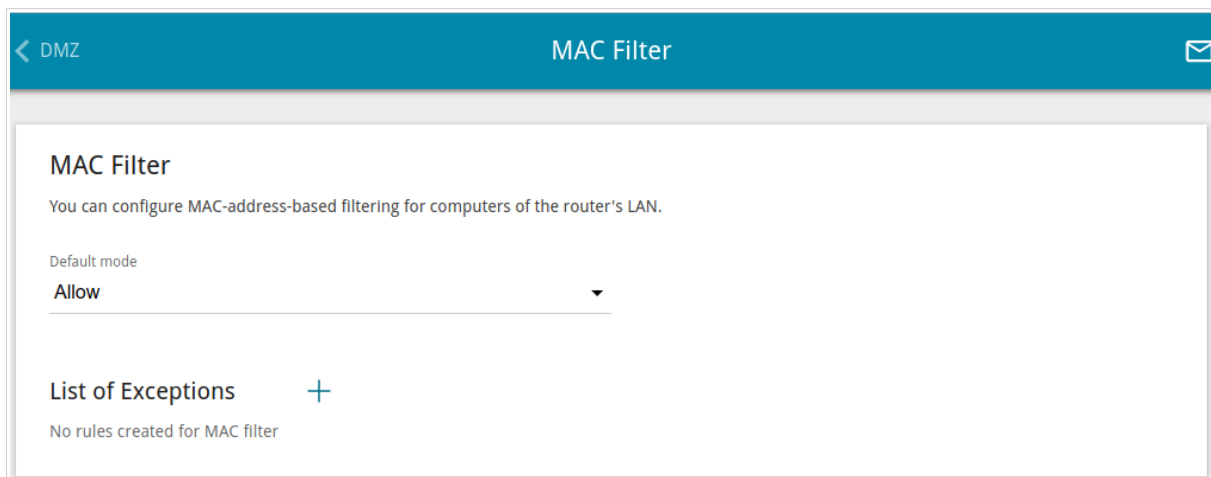 DMZ
MAC Filter
MAC Filter
You can configure MAC-address-based filtering for computers of the router's LAN.
Default mode
Allow
List of Exceptions
No rules created for MAC filter